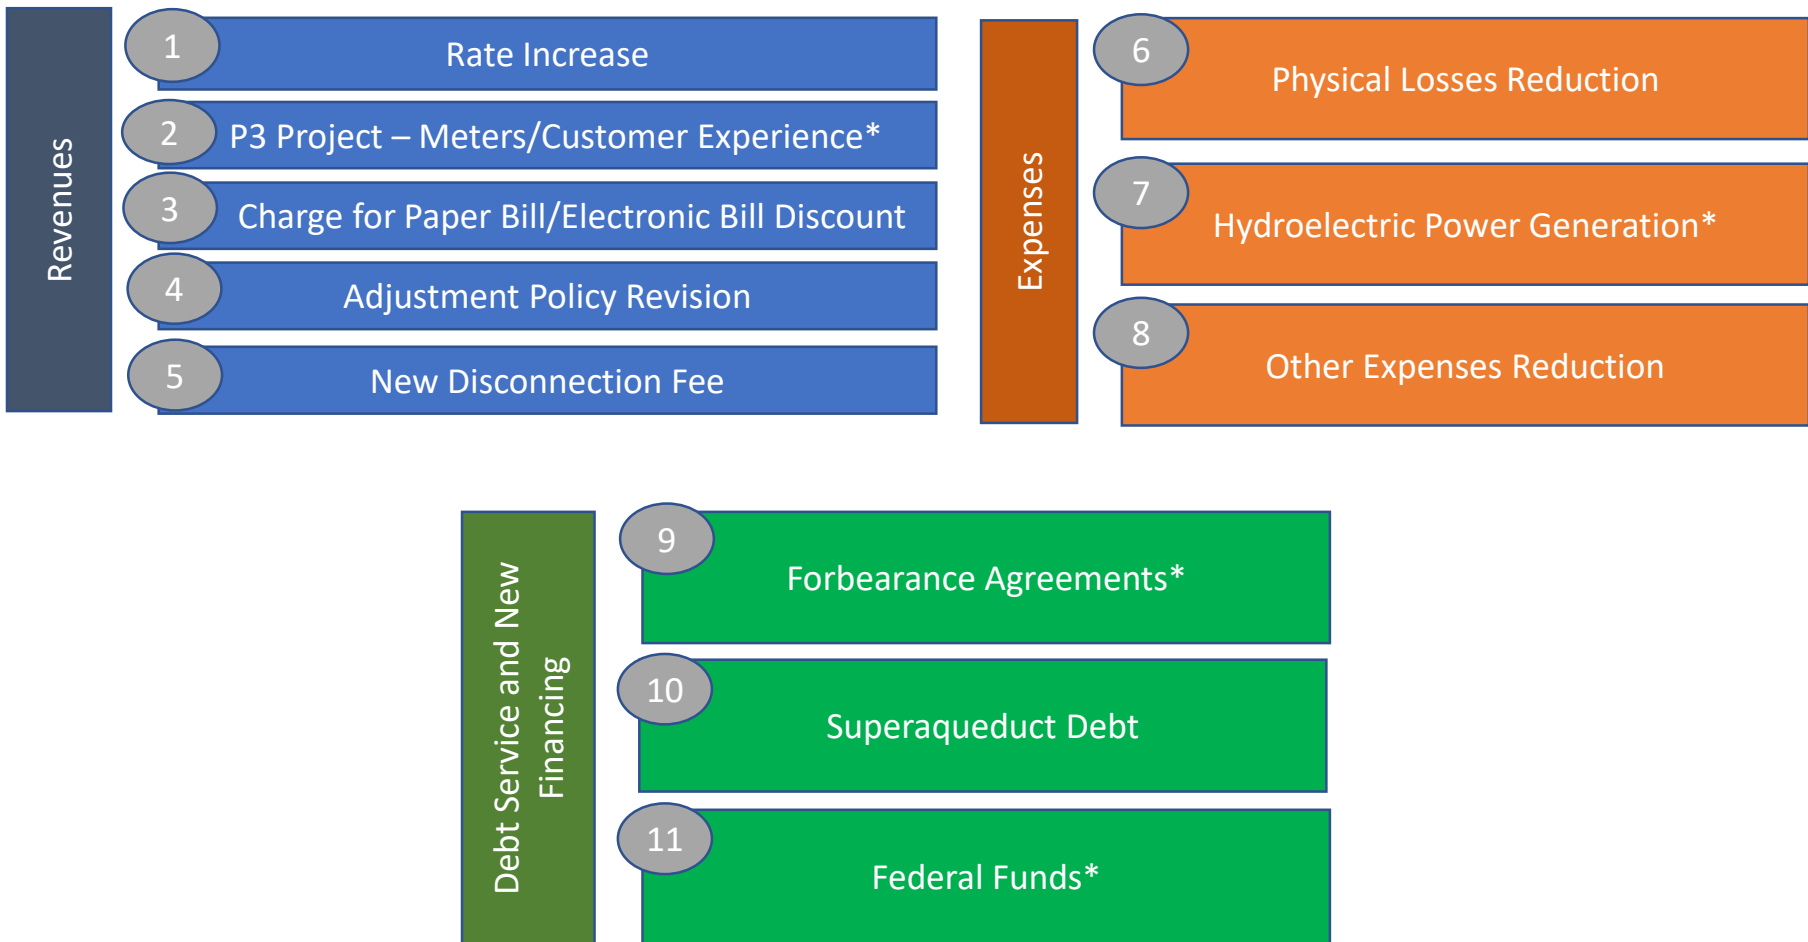 Revenues
1
Rate Increase
2
P3 Project – Meters/Customer Experience*
3
Charge for Paper Bill/Electronic Bill Discount
4
Adjustment Policy Revision
5
New Disconnection Fee
Expenses
6
Physical Losses Reduction
7
Hydroelectric Power Generation*
8
Other Expenses Reduction
Debt Service and New
Financing
9
Forbearance Agreements*
10
Superaqueduct Debt
11
Federal Funds*